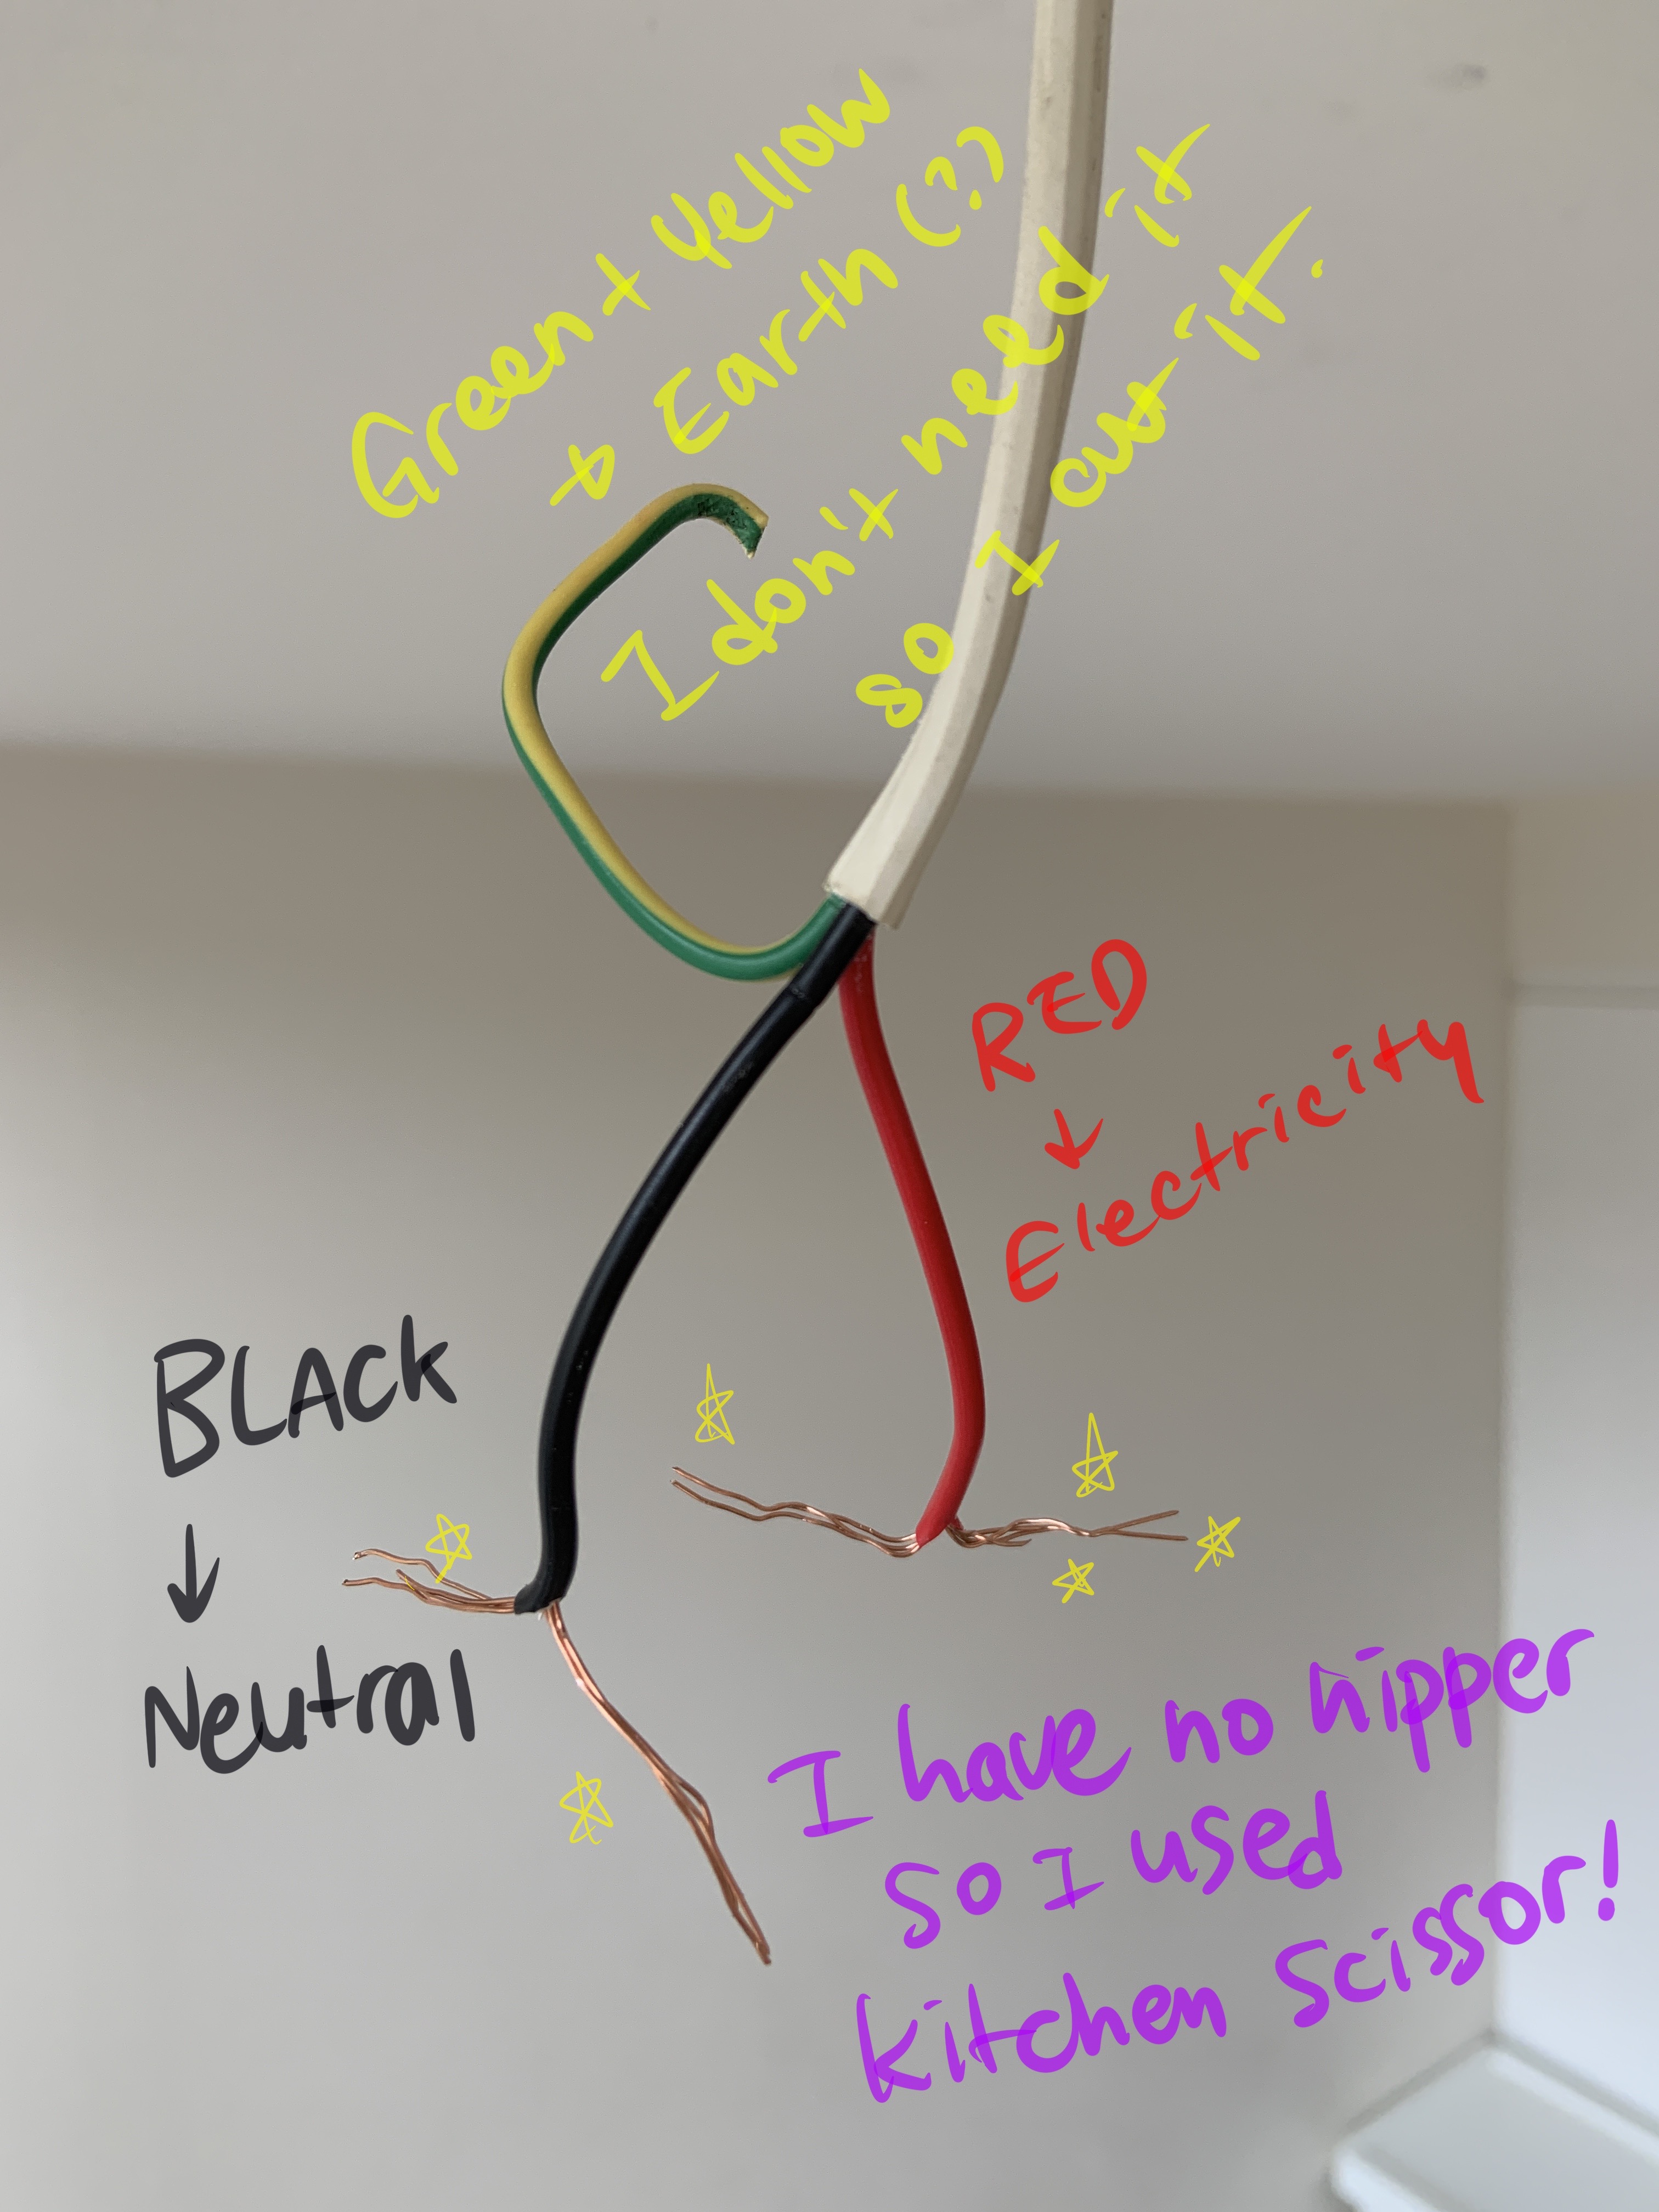 Green + Yellow
→ Earth (?)
I don't need it
so I cut it.
RED
↓
Electricity
BLACK
↓
Neutral
I have no nipper
so I used
kitchen scissor!